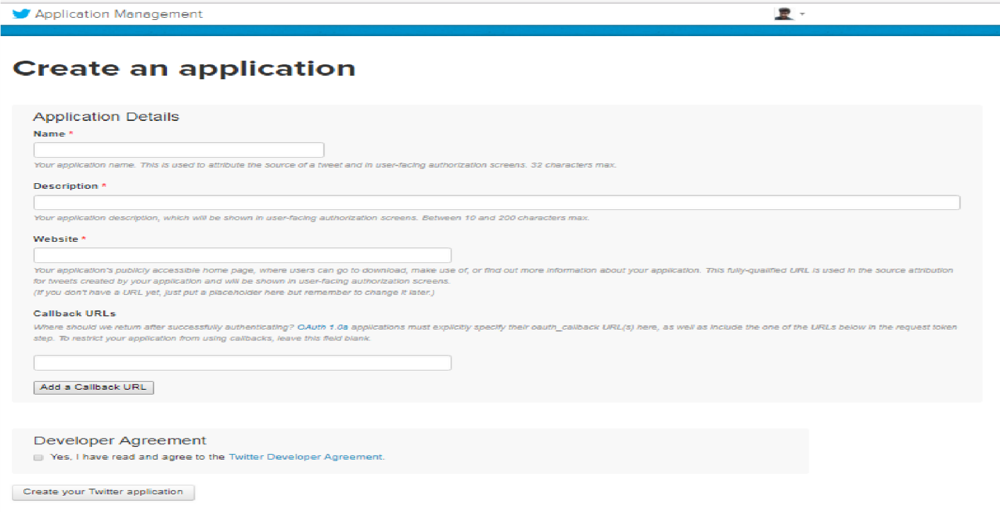 Application Management
Create an application
Application Details
Name *
Your application name. This is used to attribute the source of a tweet and in user-facing authorization screens. 32 characters max.
Description *
Your application description, which will be shown in user-facing authorization screens. Between 10 and 200 characters max.
Website *
Your application's publicly accessible home page, where users can go to download, make use of, or find out more information about your application. This fully-qualified URL is used in the source attribution
for tweets created by your application and will be shown in user-facing authorization screens.
(If you don't have a URL yet, just put a placeholder here but remember to change it later.)
Callback URLs
Where should we return after successfully authenticating? OAuth 1.0a applications must explicitly specify their oauth_callback URL(s) here, as well as include the one of the URLs below in the request token
step. To restrict your application from using callbacks, leave this field blank.
Add a Callback URL
Developer Agreement
Yes, I have read and agree to the Twitter Developer Agreement.
Create your Twitter application